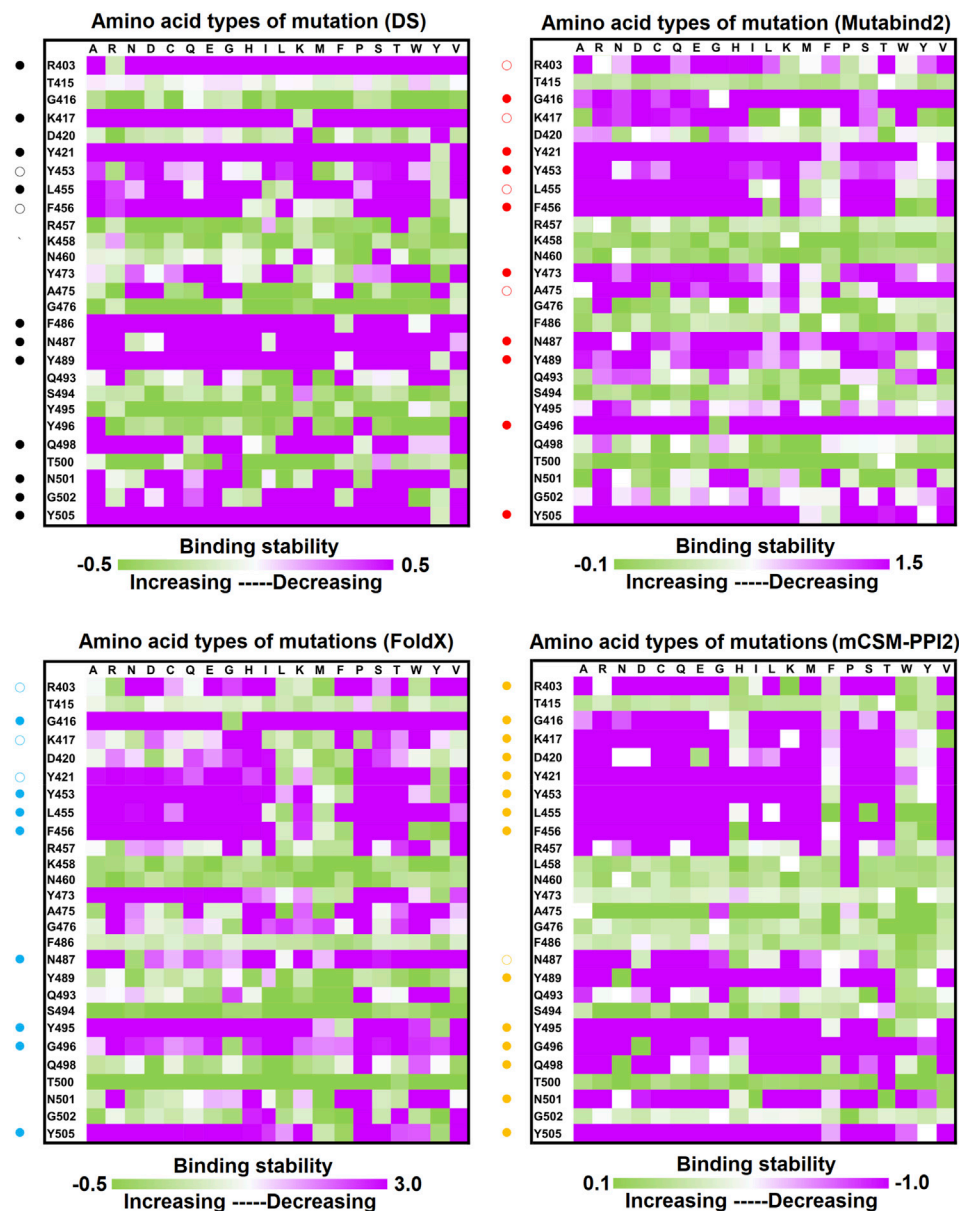 Amino acid types of mutation (DS)
A R N D C Q E G H I L K M F P S T W Y V
R403
T415
G416
K417
D420
Y421
Y453
L455
F456
R457
K458
N460
Y473
A475
G476
F486
N487
Y489
Q493
S494
Y495
Y496
Q498
T500
N501
G502
Y505
Binding stability
-0.5 0.5
Increasing -----Decreasing
Amino acid types of mutation (Mutabind2)
A R N D C Q E G H I L K M F P S T W Y V
R403
T415
G416
K417
D420
Y421
Y453
L455
F456
R457
K458
N460
Y473
A475
G476
F486
N487
Y489
Q493
S494
Y495
G496
Q498
T500
N501
G502
Y505
Binding stability
-0.1 1.5
Increasing -----Decreasing
Amino acid types of mutations (FoldX)
A R N D C Q E G H I L K M F P S T W Y V
R403
T415
G416
K417
D420
Y421
Y453
L455
F456
R457
K458
N460
Y473
A475
G476
F486
N487
Y489
Q493
S494
Y495
G496
Q498
T500
N501
G502
Y505
Binding stability
-0.5 3.0
Increasing -----Decreasing
Amino acid types of mutations (mCSM-PPI2)
A R N D C Q E G H I L K M F P S T W Y V
R403
T415
G416
K417
D420
Y421
Y453
L455
F456
R457
L458
N460
Y473
A475
G476
F486
N487
Y489
Q493
S494
Y495
G496
Q498
T500
N501
G502
Y505
Binding stability
0.1 -1.0
Increasing -----Decreasing